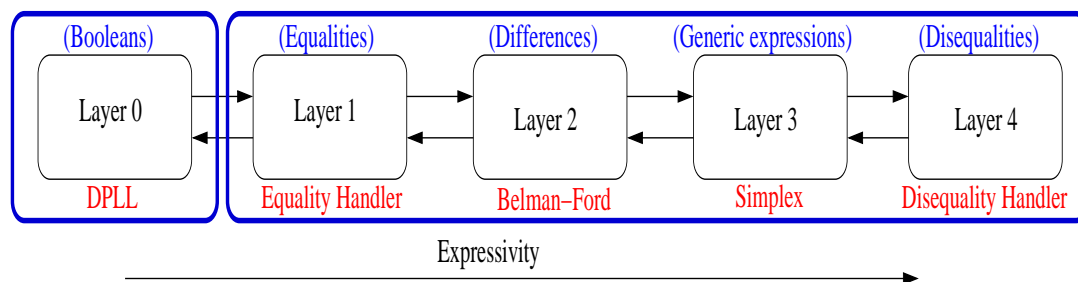 (Booleans)
(Equalities)
(Differences)
(Generic expressions)
(Disequalities)
Layer 0
Layer 1
Layer 2
Layer 3
Layer 4
DPLL
Equality Handler
Belman–Ford
Simplex
Disequality Handler
Expressivity